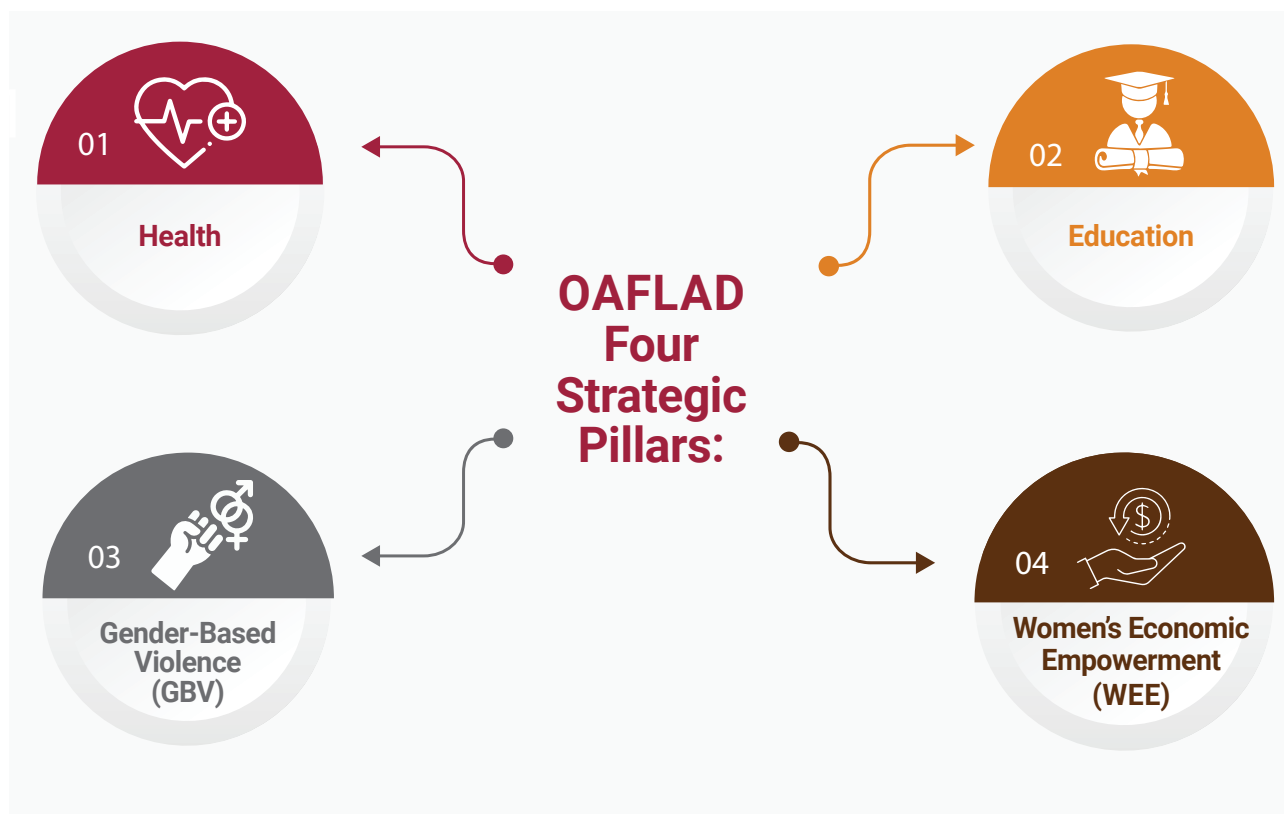 OAFLAD
Four
Strategic
Pillars:
01
Health
02
Education
03
Gender-Based
Violence
(GBV)
04
Women's Economic
Empowerment
(WEE)